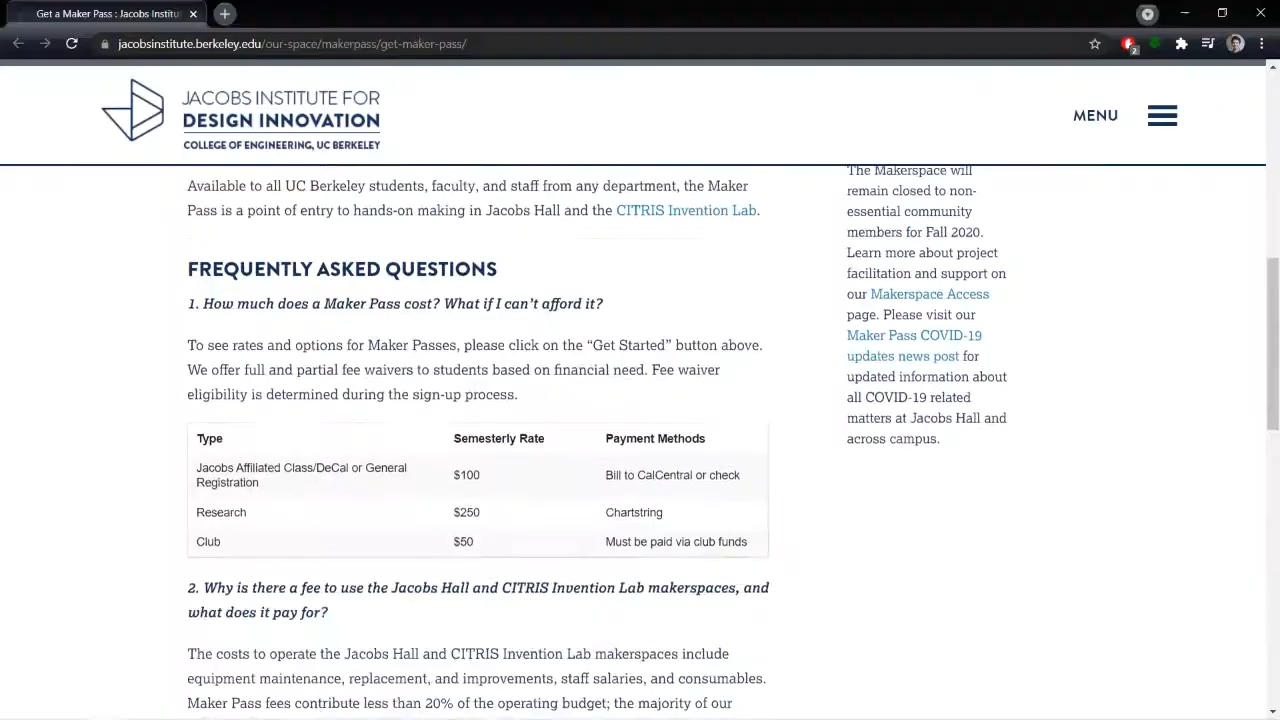 Get a Maker Pass : Jacobs Institu
jacobsinstitute.berkeley.edu/our-space/makerpass/get-maker-pass/
2
JACOBS INSTITUTE FOR
DESIGN INNOVATION
COLLEGE OF ENGINEERING, UC BERKELEY
MENU
Available to all UC Berkeley students, faculty, and staff from any department, the Maker
Pass is a point of entry to hands-on making in Jacobs Hall and the CITRIS Invention Lab.
FREQUENTLY ASKED QUESTIONS
1. How much does a Maker Pass cost? What if I can’t afford it?
To see rates and options for Maker Passes, please click on the “Get Started” button above.
We offer full and partial fee waivers to students based on financial need. Fee waiver
eligibility is determined during the sign-up process.
Type Semesterly Rate Payment Methods
Jacobs Affiliated Class/DeCal or General
Registration
$100 Bill to CalCentral or check
Research $250 Chartstring
Club $50 Must be paid via club funds
2. Why is there a fee to use the Jacobs Hall and CITRIS Invention Lab makerspaces, and
what does it pay for?
The costs to operate the Jacobs Hall and CITRIS Invention Lab makerspaces include
equipment maintenance, replacement, and improvements, staff salaries, and consumables.
Maker Pass fees contribute less than 20% of the operating budget; the majority of our
The Makerspace will
remain closed to non-
essential community
members for Fall 2020.
Learn more about project
facilitation and support on
our Makerspace Access
page. Please visit our
Maker Pass COVID-19
updates news post for
updated information about
all COVID-19 related
matters at Jacobs Hall and
across campus.